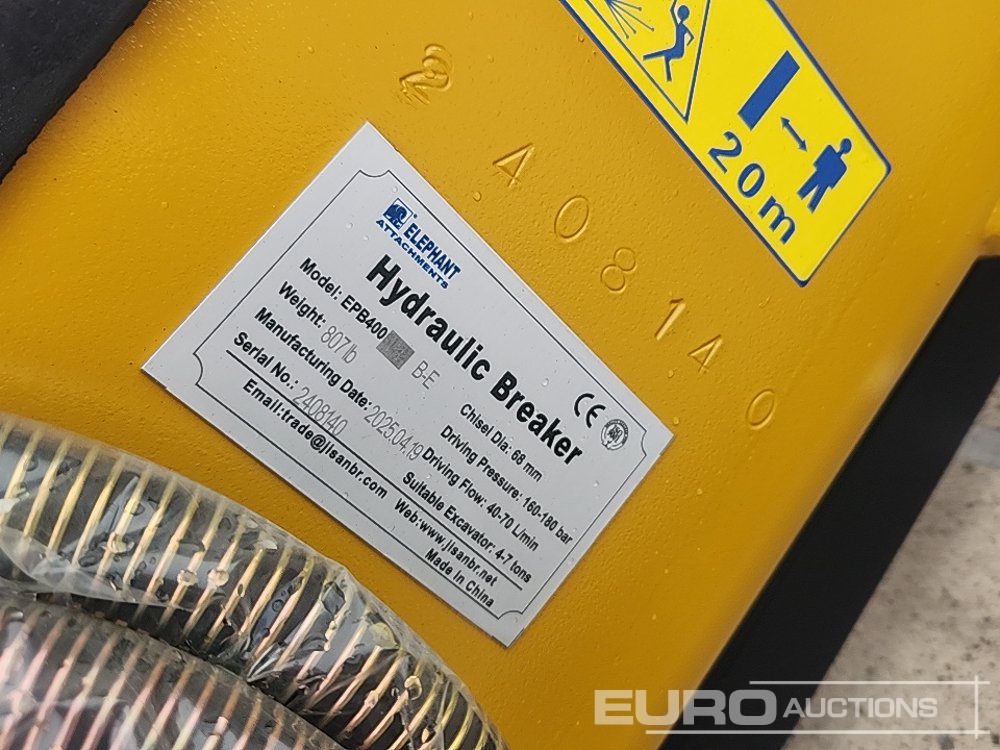 20m
2408140
ELEPHANT
ATTACHMENTS
Hydraulic Breaker
CE
Model: EPB400 B-E
Chisel Dia: 68 mm
Weight: 807 lb
Driving Pressure: 160-180 bar
Manufacturing Date: 2025.04.19
Driving Flow: 40-70 L/min
Serial No.: 2408140
Suitable Excavator: 4-7 tons
Email:trade@jisanbr.com
Web:www.jisanbr.net
Made in China
EURO AUCTIONS